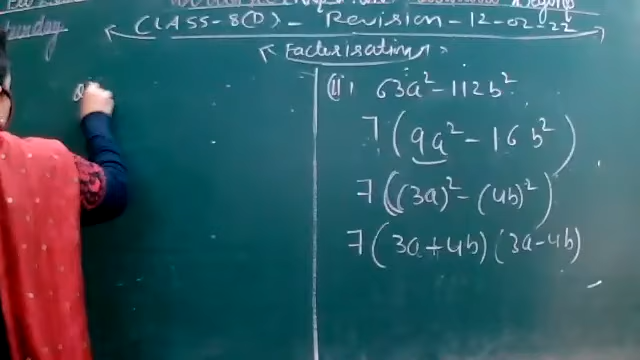 CLASS-8(D) - Revision - 12-02-22
Factorisation
(ii) 63a² - 112b²
7(9a² - 16b²)
7((3a)² - (4b)²)
7(3a+4b)(3a-4b)